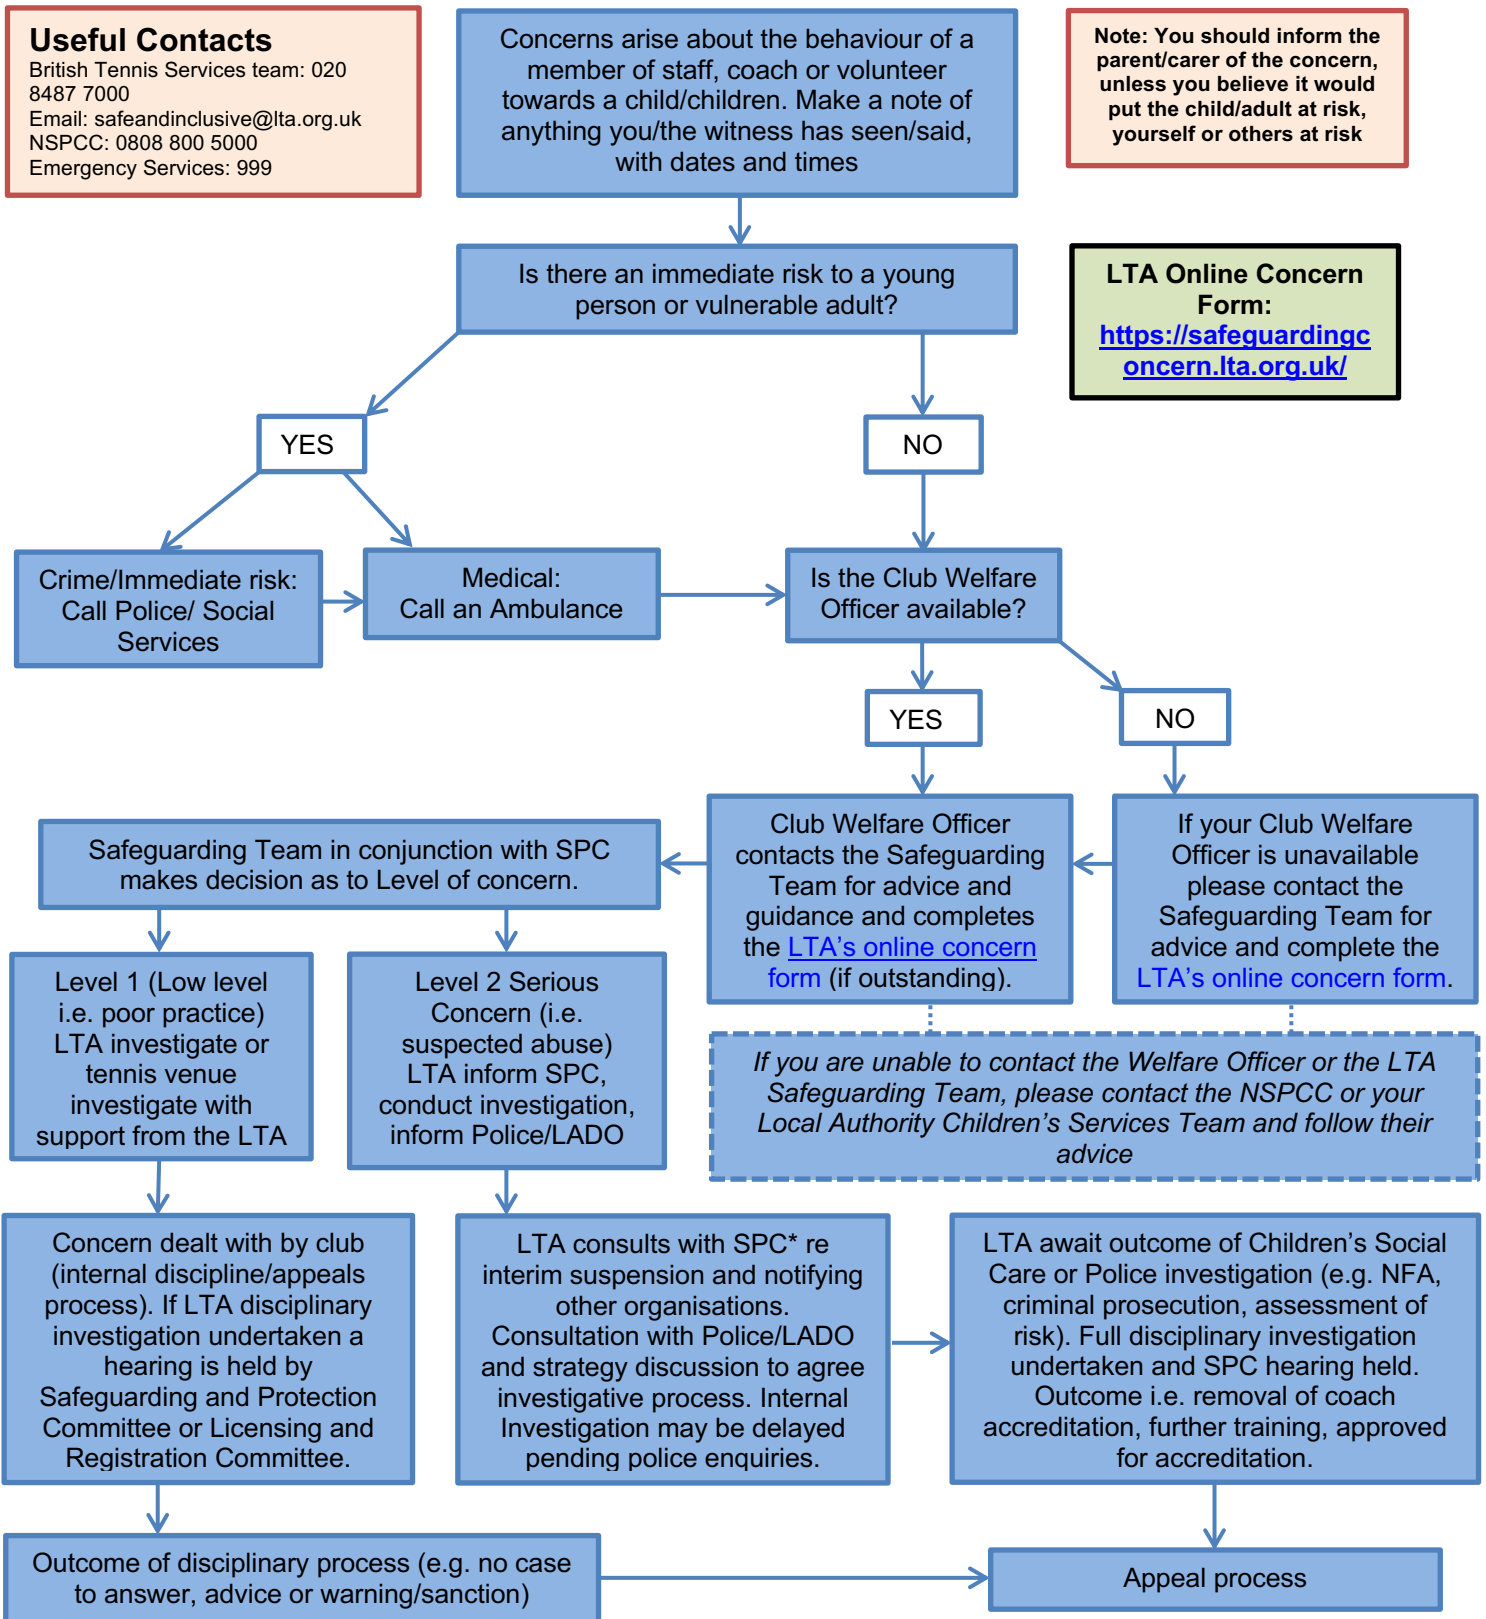 Useful Contacts
British Tennis Services team: 020
8487 7000
Email: safeandinclusive@lta.org.uk
NSPCC: 0808 800 5000
Emergency Services: 999
Concerns arise about the behaviour of a
member of staff, coach or volunteer
towards a child/children. Make a note of
anything you/the witness has seen/said,
with dates and times
Note: You should inform the
parent/carer of the concern,
unless you believe it would
put the child/adult at risk,
yourself or others at risk
Is there an immediate risk to a young
person or vulnerable adult?
LTA Online Concern
Form:
https://safeguardingc
oncern.lta.org.uk/
YES
NO
Crime/Immediate risk:
Call Police/ Social
Services
Medical:
Call an Ambulance
Is the Club Welfare
Officer available?
YES
NO
Safeguarding Team in conjunction with SPC
makes decision as to Level of concern.
Club Welfare Officer
contacts the Safeguarding
Team for advice and
guidance and completes
the LTA's online concern
form (if outstanding).
If your Club Welfare
Officer is unavailable
please contact the
Safeguarding Team for
advice and complete the
LTA's online concern form.
Level 1 (Low level
i.e. poor practice)
LTA investigate or
tennis venue
investigate with
support from the LTA
Level 2 Serious
Concern (i.e.
suspected abuse)
LTA inform SPC,
conduct investigation,
inform Police/LADO
If you are unable to contact the Welfare Officer or the LTA
Safeguarding Team, please contact the NSPCC or your
Local Authority Children's Services Team and follow their
advice
Concern dealt with by club
(internal discipline/appeals
process). If LTA disciplinary
investigation undertaken a
hearing is held by
Safeguarding and Protection
Committee or Licensing and
Registration Committee.
LTA consults with SPC* re
interim suspension and notifying
other organisations.
Consultation with Police/LADO
and strategy discussion to agree
investigative process. Internal
Investigation may be delayed
pending police enquiries.
LTA await outcome of Children's Social
Care or Police investigation (e.g. NFA,
criminal prosecution, assessment of
risk). Full disciplinary investigation
undertaken and SPC hearing held.
Outcome i.e. removal of coach
accreditation, further training, approved
for accreditation.
Outcome of disciplinary process (e.g. no case
to answer, advice or warning/sanction)
Appeal process